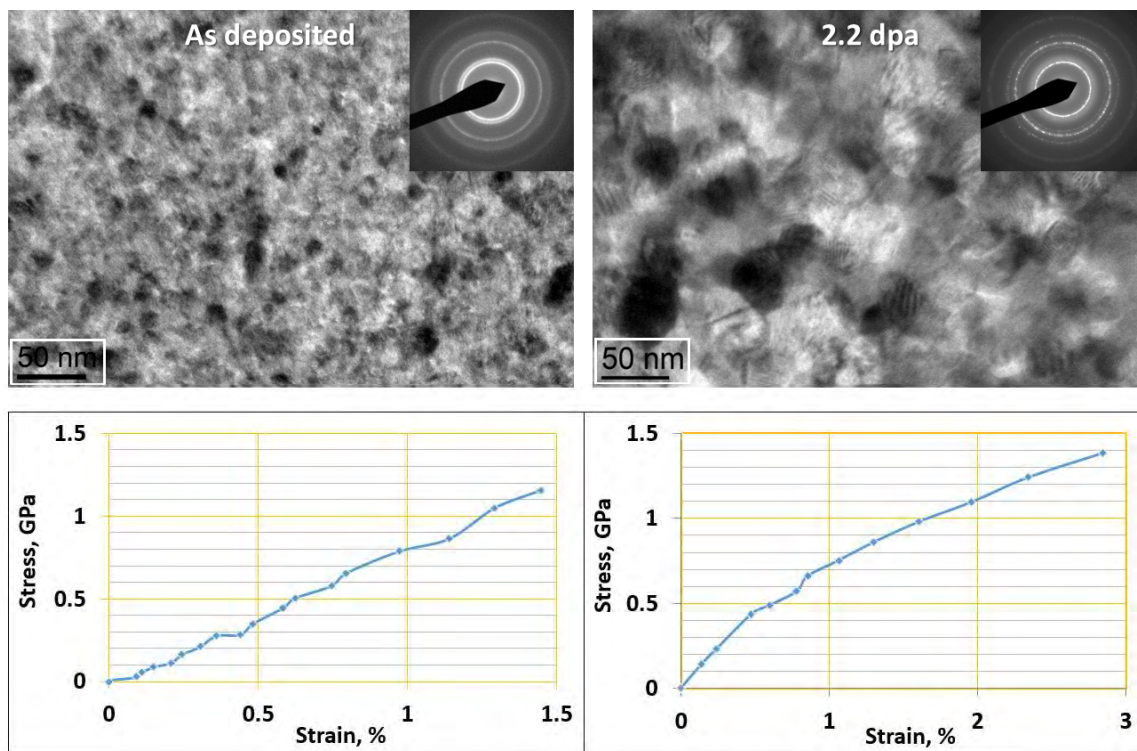 As deposited
2.2 dpa
50 nm
50 nm
Stress, GPa
1.5
1
0.5
0
0
0.5
1
1.5
Strain, %
Stress, GPa
1.5
1
0.5
0
0
1
2
3
Strain, %